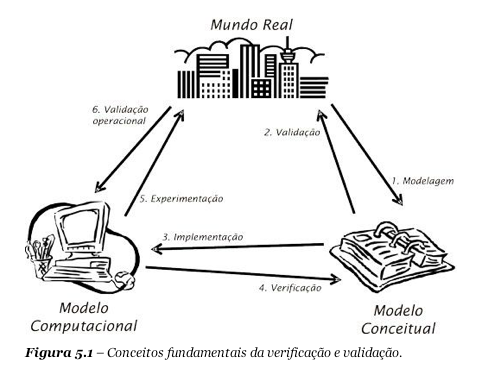 Mundo Real
6. Validação
operacional
2. Validação
1. Modelagem
5. Experimentação
3. Implementação
4. Verificação
Modelo
Computacional
Modelo
Conceitual
Figura 5.1 – Conceitos fundamentais da verificação e validação.